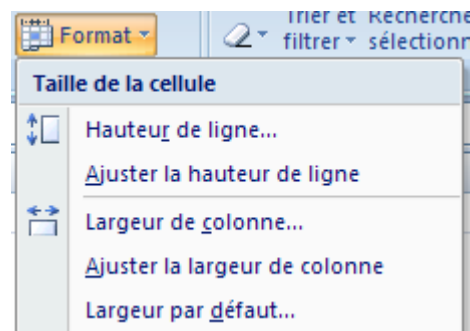 Format
Trier et Recherche
filtrer sélectionn
Taille de la cellule
Hauteur de ligne...
Ajuster la hauteur de ligne
Largeur de colonne...
Ajuster la largeur de colonne
Largeur par défaut...